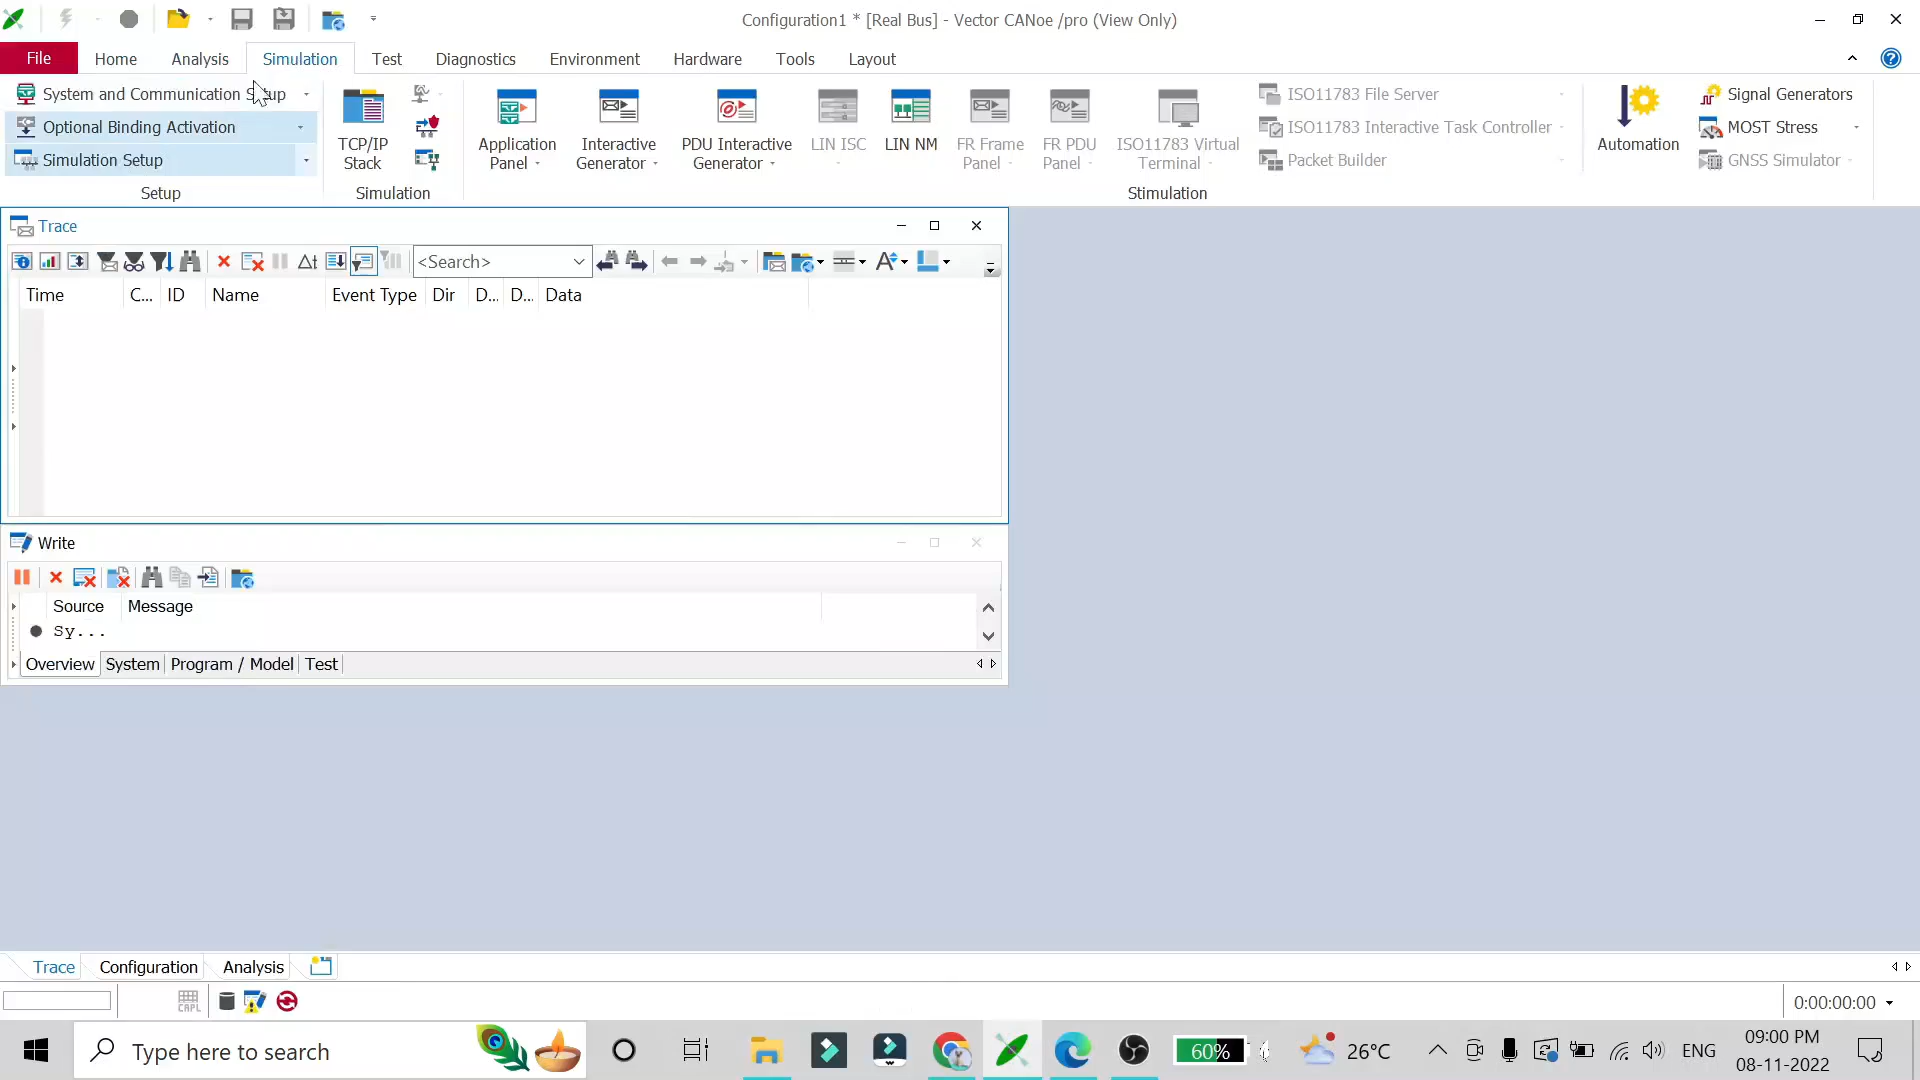 Configuration1 * [Real Bus] - Vector CANoe /pro (View Only)
File Home Analysis Simulation Test Diagnostics Environment Hardware Tools Layout
System and Communication Setup
Optional Binding Activation
Simulation Setup
Setup
TCP/IP
Stack
Simulation
Application
Panel
Interactive
Generator
PDU Interactive
Generator
LIN ISC
LIN NM
FR Frame
Panel
FR PDU
Panel
ISO11783 Virtual
Terminal
ISO11783 File Server
ISO11783 Interactive Task Controller
Packet Builder
Stimulation
Automation
Signal Generators
MOST Stress
GNSS Simulator
Trace
<Search>
Time C... ID Name Event Type Dir D... D... Data
Write
Source Message
Sy...
Overview System Program / Model Test
Trace Configuration Analysis
CAPL
0:00:00:00
Type here to search
60%
26°C
ENG
09:00 PM
08-11-2022